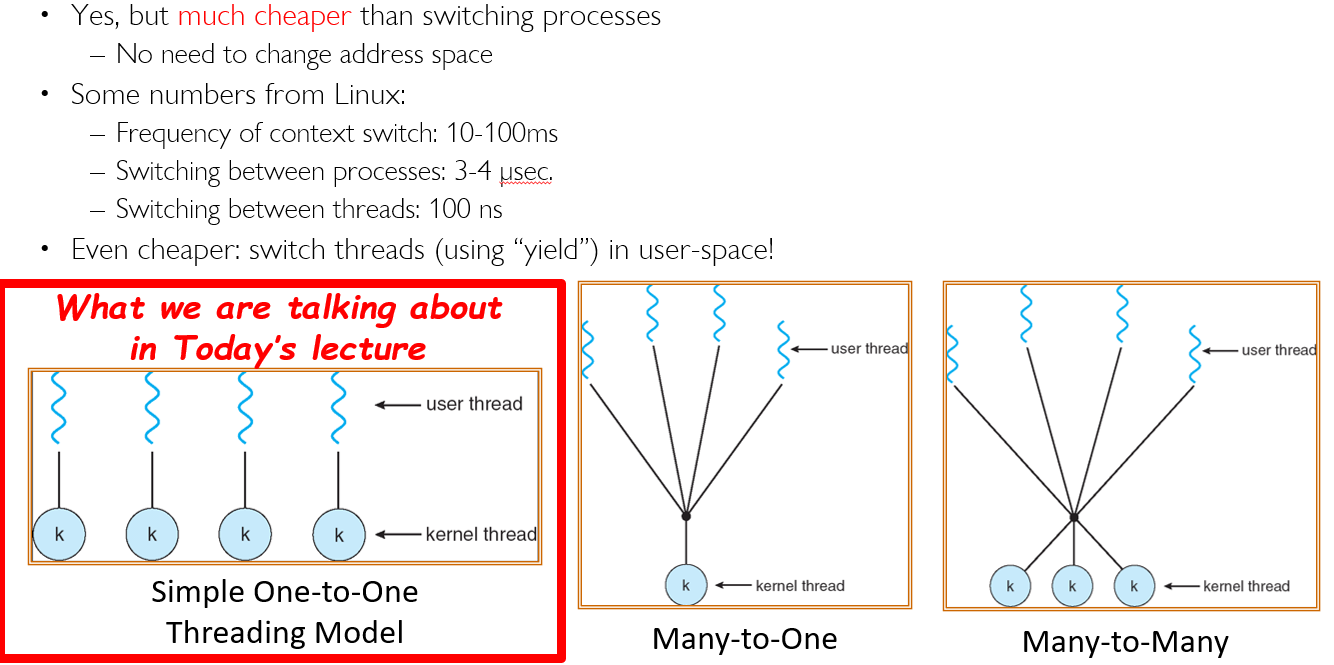 • Yes, but much cheaper than switching processes
– No need to change address space
• Some numbers from Linux:
– Frequency of context switch: 10-100ms
– Switching between processes: 3-4 μsec.
– Switching between threads: 100 ns
• Even cheaper: switch threads (using “yield”) in user-space!
What we are talking about
in Today’s lecture
user thread
k k k k
kernel thread
Simple One-to-One
Threading Model
user thread
k
kernel thread
Many-to-One
user thread
k k k
kernel thread
Many-to-Many